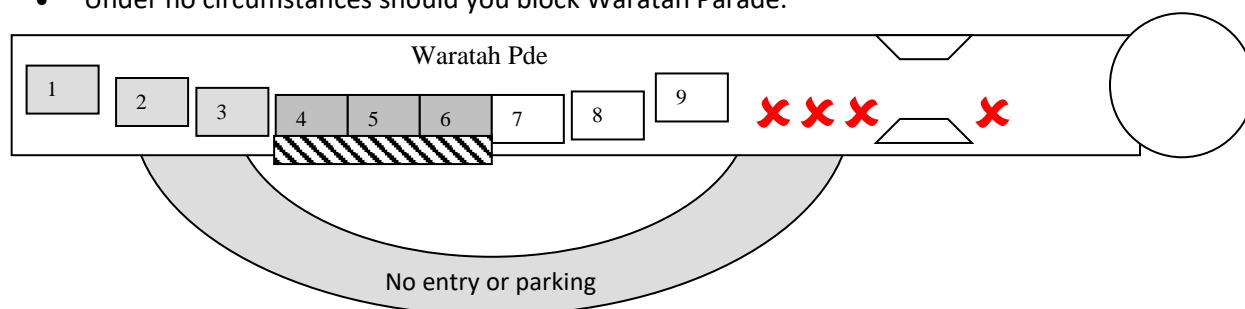 • Under no circumstances should you block Waratah Parade.
Waratah Pde
1 2 3 4 5 6 7 8 9
No entry or parking